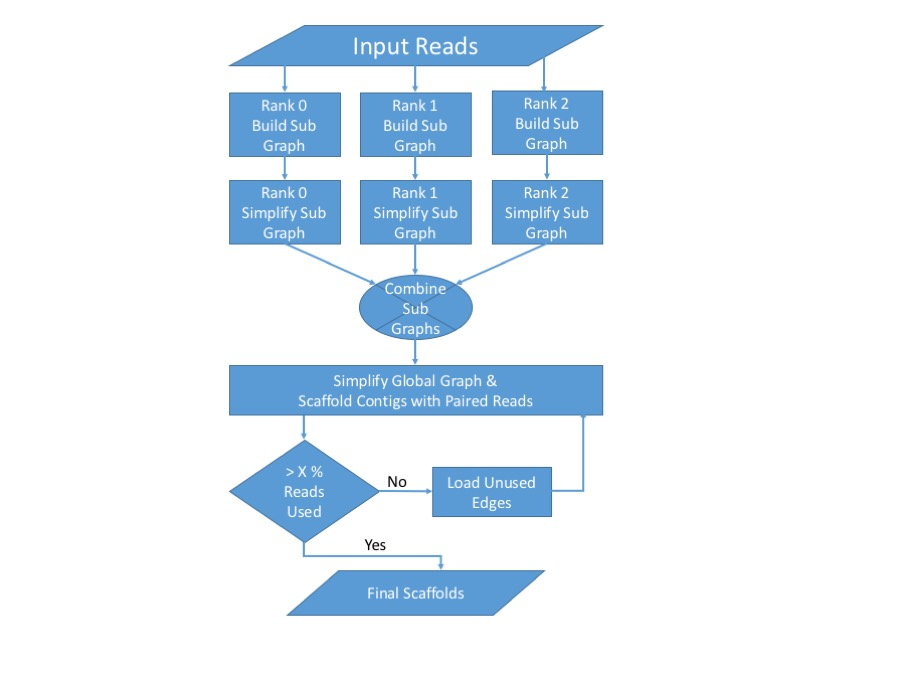 Input Reads
Rank 0
Build Sub
Graph
Rank 1
Build Sub
Graph
Rank 2
Build Sub
Graph
Rank 0
Simplify Sub
Graph
Rank 1
Simplify Sub
Graph
Rank 2
Simplify Sub
Graph
Combine
Sub
Graphs
Simplify Global Graph &
Scaffold Contigs with Paired Reads
> X %
Reads
Used
No
Load Unused
Edges
Yes
Final Scaffolds